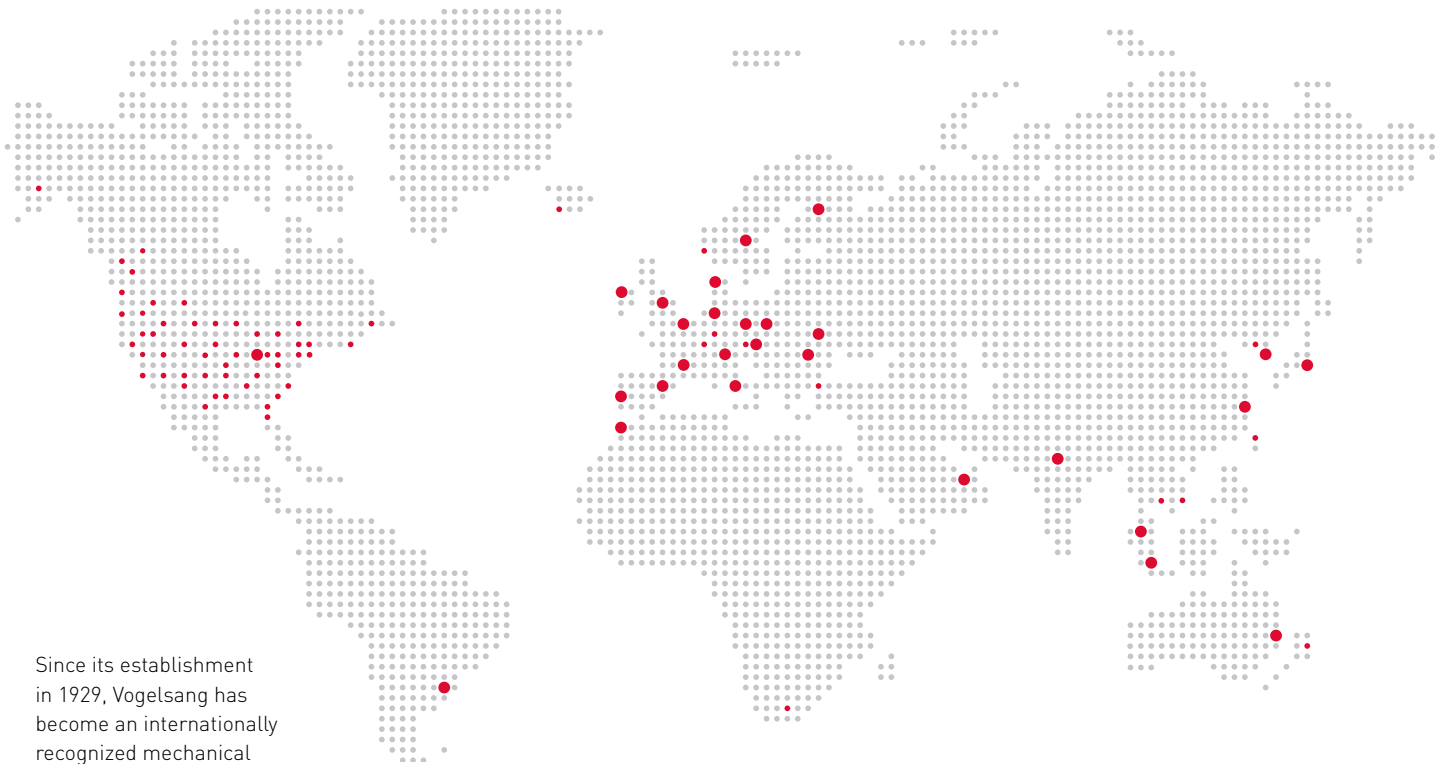 Since its establishment
in 1929, Vogelsang has
become an internationally
recognized mechanical